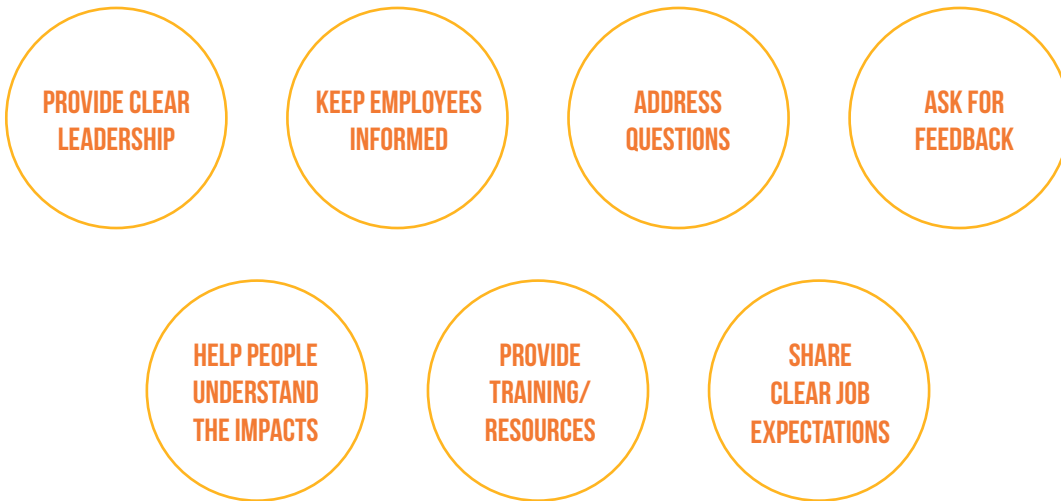 PROVIDE CLEAR
LEADERSHIP
KEEP EMPLOYEES
INFORMED
ADDRESS
QUESTIONS
ASK FOR
FEEDBACK
HELP PEOPLE
UNDERSTAND
THE IMPACTS
PROVIDE
TRAINING/
RESOURCES
SHARE
CLEAR JOB
EXPECTATIONS